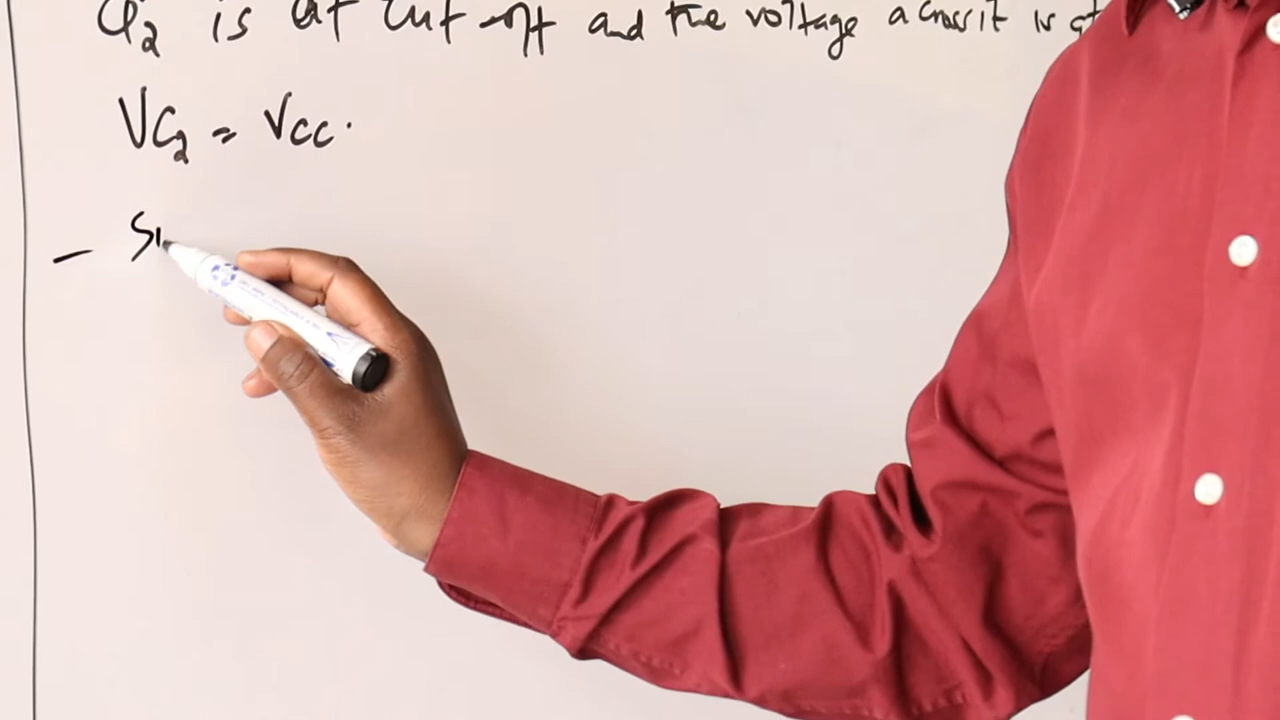 Q2 is at cut-off and the voltage across it is at
VC2 = VCC.
- Si